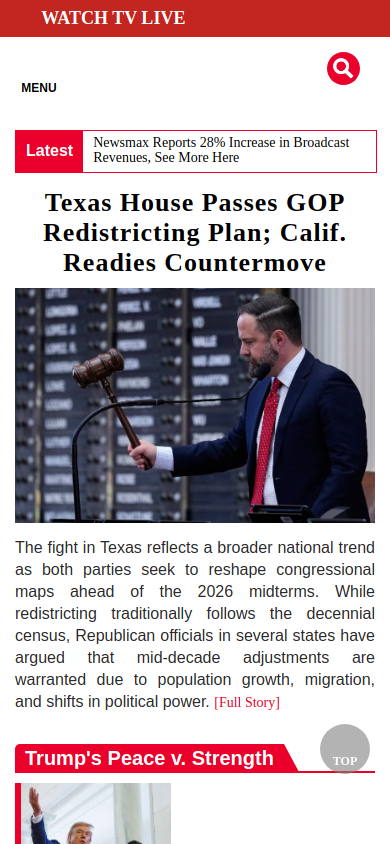 WATCH TV LIVE
MENU
Latest
Newsmax Reports 28% Increase in Broadcast
Revenues, See More Here
Texas House Passes GOP
Redistricting Plan; Calif.
Readies Countermove
The fight in Texas reflects a broader national trend
as both parties seek to reshape congressional
maps ahead of the 2026 midterms. While
redistricting traditionally follows the decennial
census, Republican officials in several states have
argued that mid-decade adjustments are
warranted due to population growth, migration,
and shifts in political power. [Full Story]
Trump's Peace v. Strength
TOP